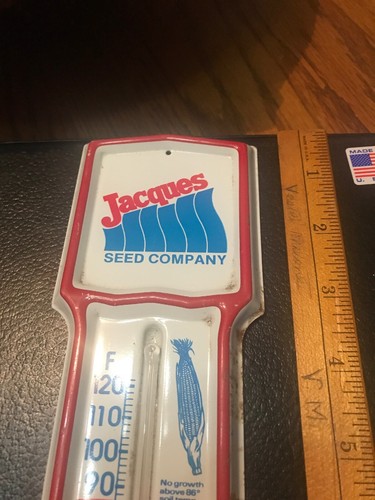 Jacques
SEED COMPANY
F
120
110
100
90
No growth
above 86°
MADE
1
2
3
4
5
V M